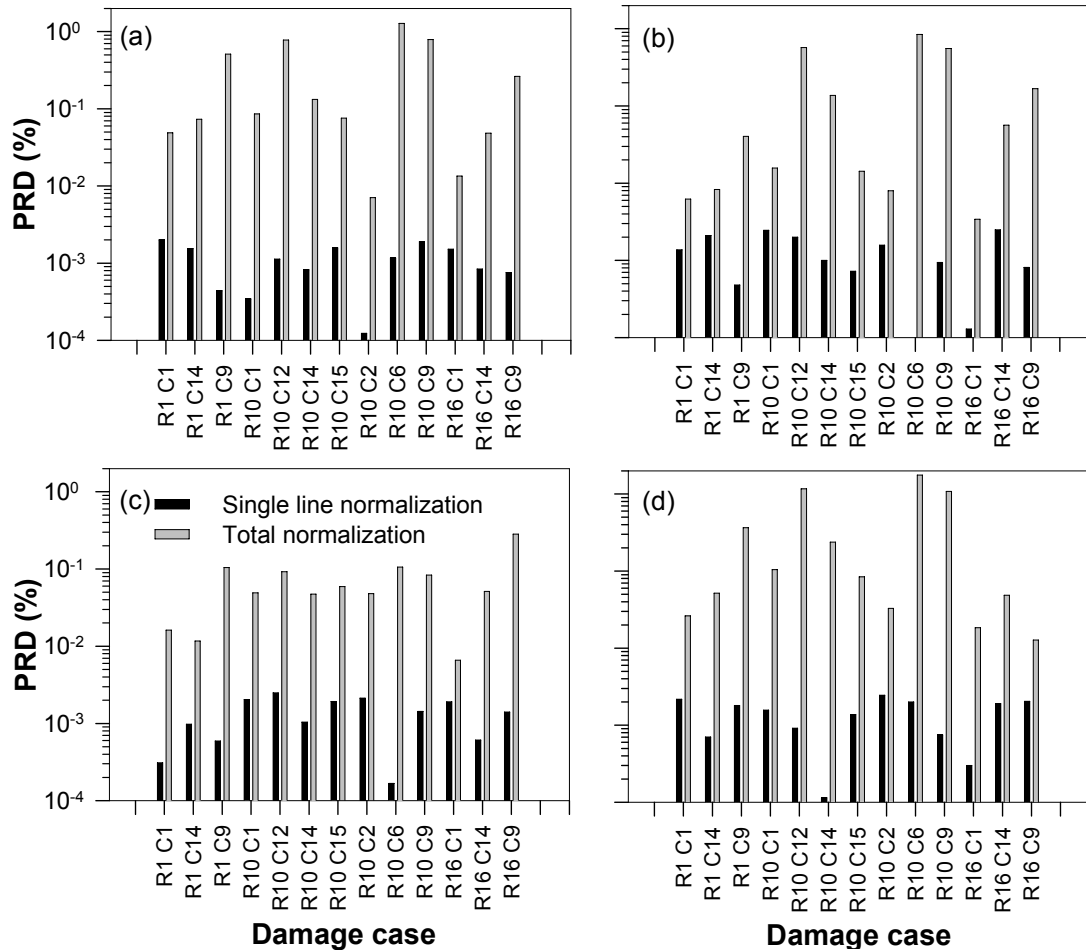 (a)
(b)
PRD (%)
10⁰
10⁻¹
10⁻²
10⁻³
10⁻⁴
R1 C1
R1 C14
R1 C9
R10 C1
R10 C12
R10 C14
R10 C15
R10 C2
R10 C6
R10 C9
R16 C1
R16 C14
R16 C9
R1 C1
R1 C14
R1 C9
R10 C1
R10 C12
R10 C14
R10 C15
R10 C2
R10 C6
R10 C9
R16 C1
R16 C14
R16 C9
(c)
Single line normalization
Total normalization
(d)
PRD (%)
10⁰
10⁻¹
10⁻²
10⁻³
10⁻⁴
R1 C1
R1 C14
R1 C9
R10 C1
R10 C12
R10 C14
R10 C15
R10 C2
R10 C6
R10 C9
R16 C1
R16 C14
R16 C9
R1 C1
R1 C14
R1 C9
R10 C1
R10 C12
R10 C14
R10 C15
R10 C2
R10 C6
R10 C9
R16 C1
R16 C14
R16 C9
Damage case
Damage case